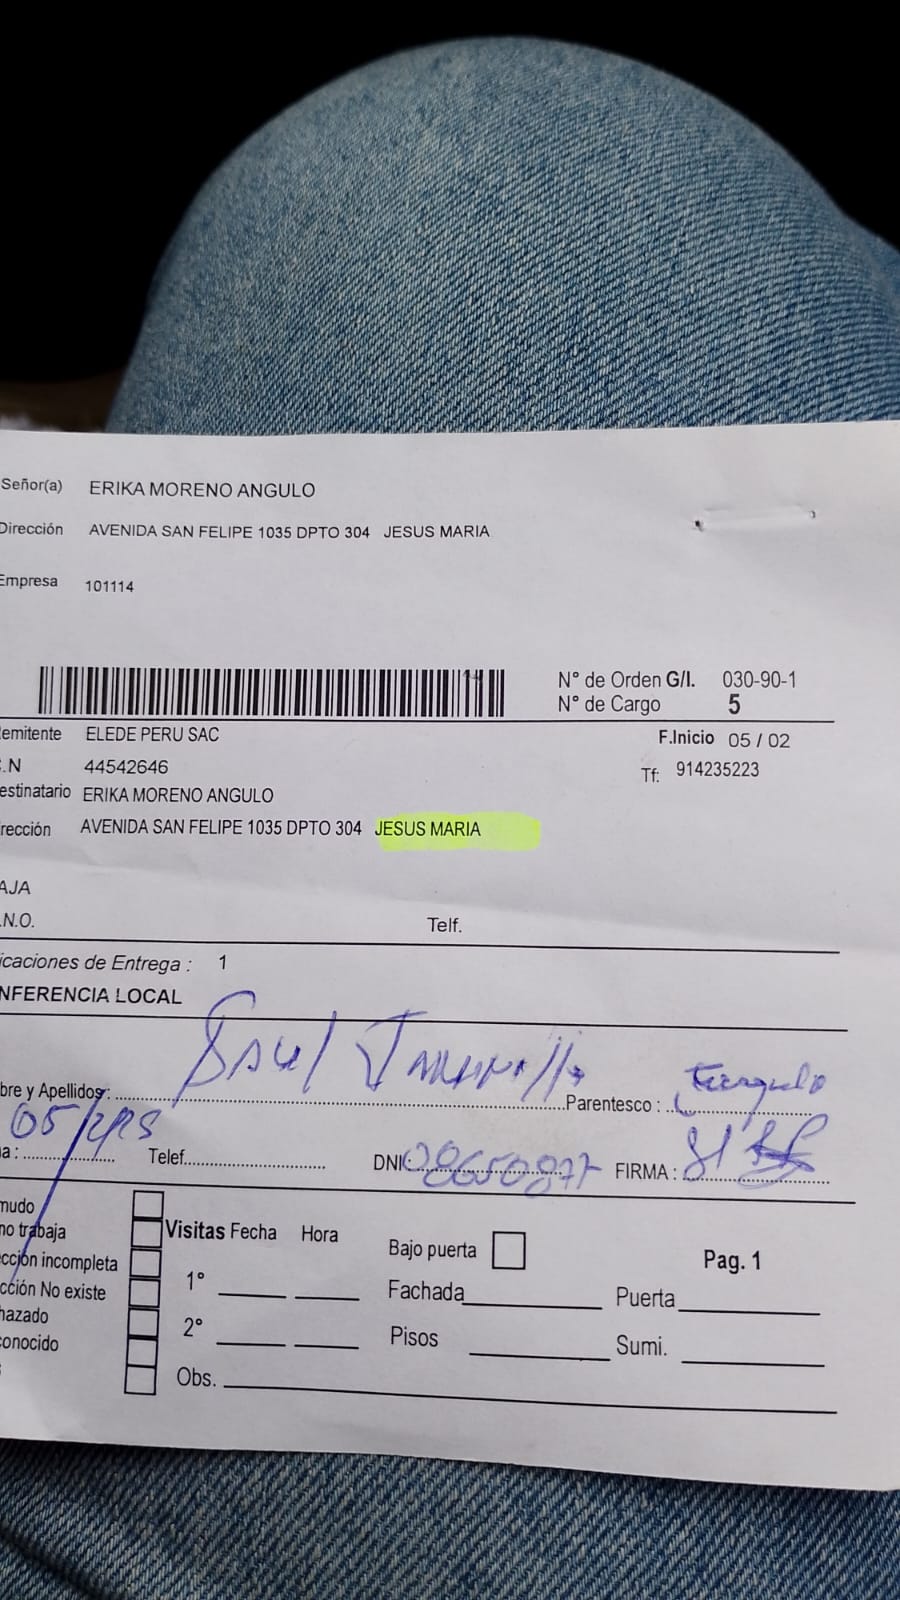 Señor(a) ERIKA MORENO ANGULO
Dirección AVENIDA SAN FELIPE 1035 DPTO 304 JESUS MARIA
Empresa 101114
N° de Orden G/I. 030-90-1
N° de Cargo 5
emitente ELEDE PERU SAC F.Inicio 05 / 02
.N 44542646 Tf: 914235223
estinatario ERIKA MORENO ANGULO
rección AVENIDA SAN FELIPE 1035 DPTO 304 JESUS MARIA
AJA
.N.O. Telf.
icaciones de Entrega : 1
NFERENCIA LOCAL
bre y Apellidos: Saul Parentesco :
a: 05/ Telef. DNI: FIRMA :
mudo
no trabaja Visitas Fecha Hora Bajo puerta Pag. 1
cción incompleta 1° Fachada Puerta
cción No existe
hazado 2° Pisos Sumi.
conocido
Obs.